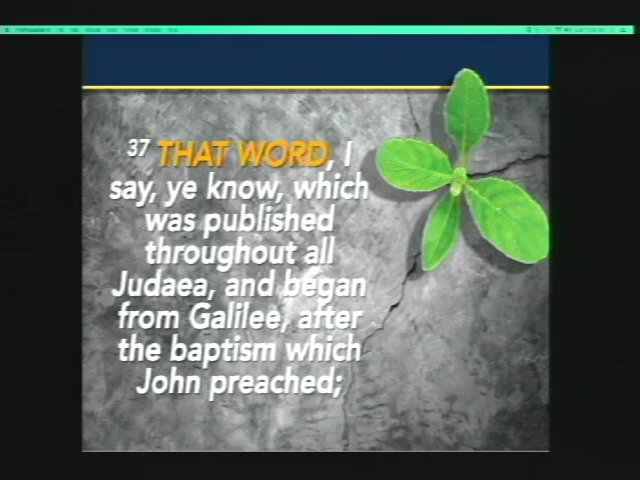 37 THAT WORD, I
say, ye know, which
was published
throughout all
Judaea, and began
from Galilee, after
the baptism which
John preached;